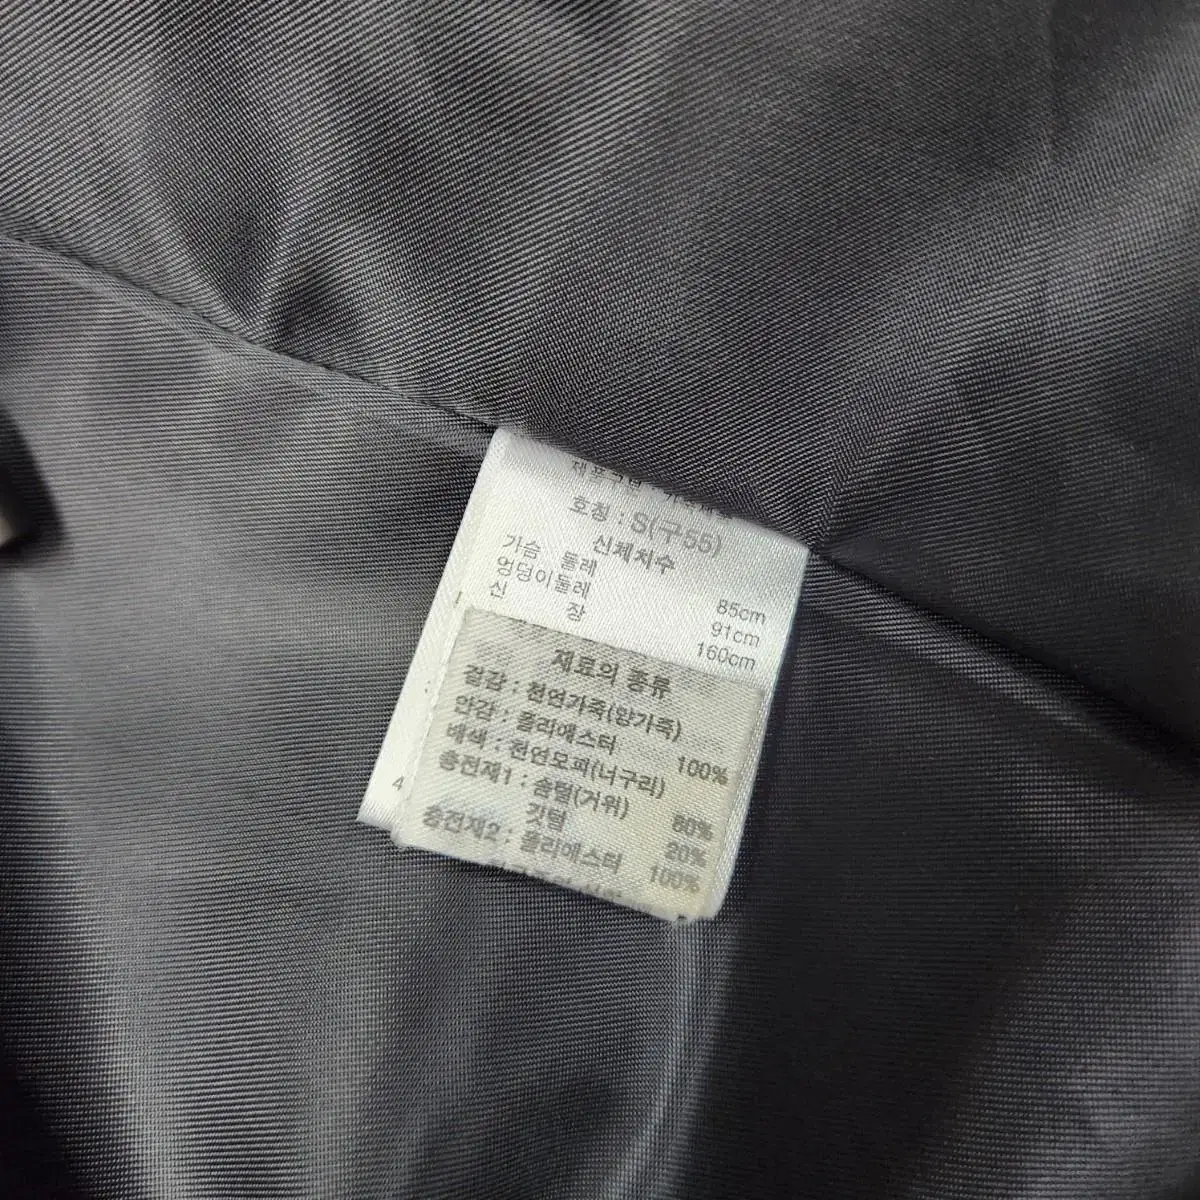 호칭 : S(구55)
신체치수
가슴 둘레 85cm
엉덩이둘레 91cm
신 장 160cm
재료의 종류
겉감 : 천연가죽(양가죽)
안감 : 폴리에스터 100%
배색 : 천연모피(너구리)
충전재1 : 솜털(거위) 80%
깃털 20%
충전재2 : 폴리에스터 100%
4